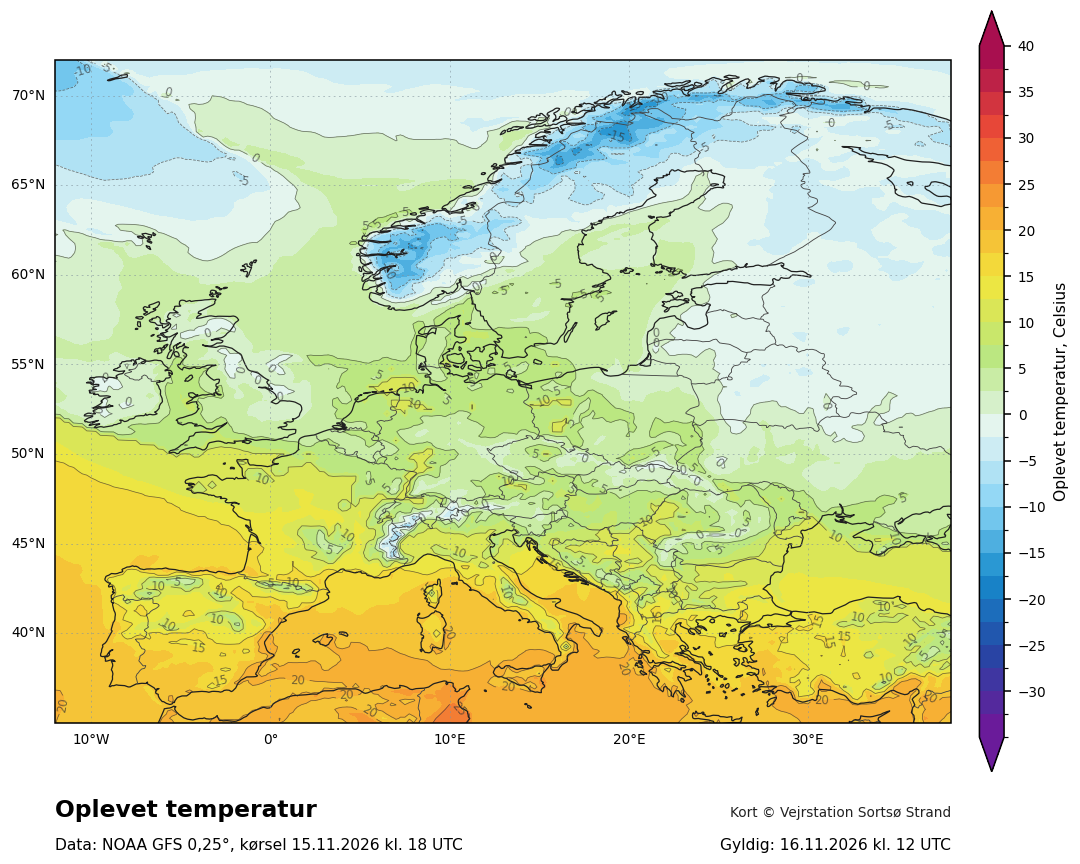 70°N
65°N
60°N
55°N
50°N
45°N
40°N
10°W
0°
10°E
20°E
30°E
40
35
30
25
20
15
10
5
0
−5
−10
−15
−20
−25
−30
Oplevet temperatur, Celsius
Oplevet temperatur
Kort © Vejrstation Sortsø Strand
Data: NOAA GFS 0,25°, kørsel 15.11.2026 kl. 18 UTC
Gyldig: 16.11.2026 kl. 12 UTC